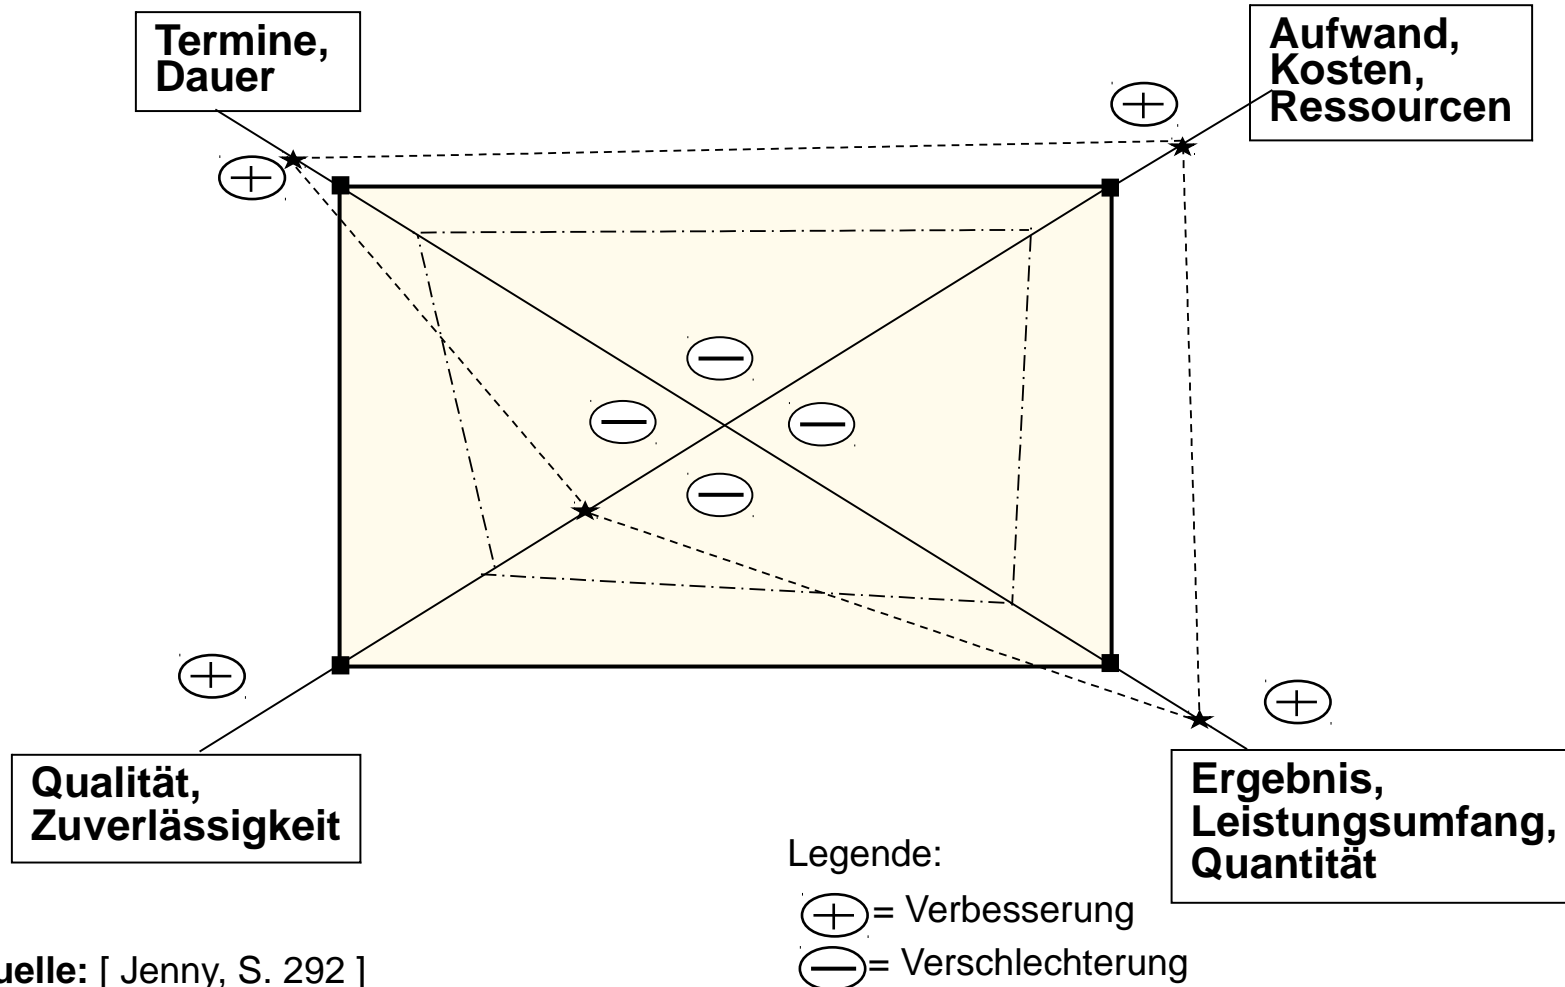 Termine,
Dauer
Aufwand,
Kosten,
Ressourcen
Qualität,
Zuverlässigkeit
Ergebnis,
Leistungsumfang,
Quantität
Legende:
= Verbesserung
= Verschlechterung
uelle: [ Jenny, S. 292 ]